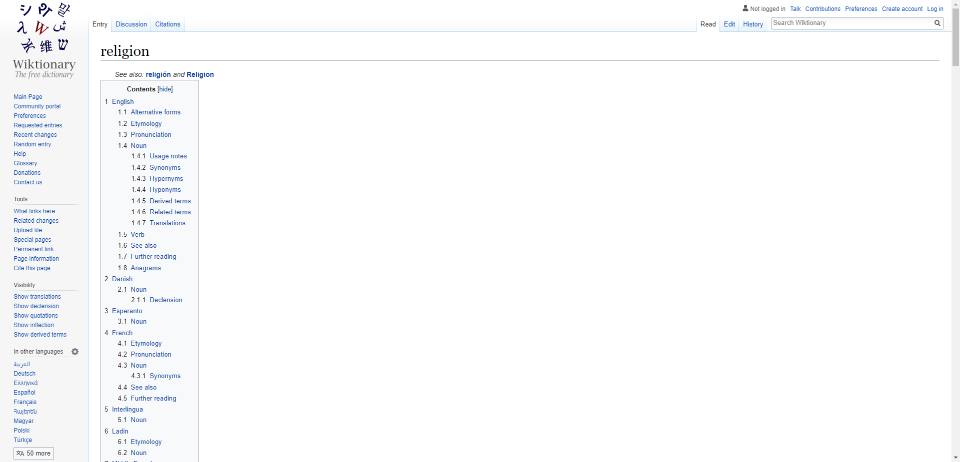 Not logged in Talk Contributions Preferences Create account Log in
Entry Discussion Citations Read Edit History Search Wiktionary
Wiktionary
The free dictionary
Main Page
Community portal
Preferences
Requested entries
Recent changes
Random entry
Help
Glossary
Donations
Contact us
Tools
What links here
Related changes
Upload file
Special pages
Permanent link
Page information
Cite this page
Visibility
Show translations
Show declension
Show quotations
Show inflection
Show derived terms
In other languages
العربية
Deutsch
Ελληνικά
Español
Français
Հայերեն
Magyar
Polski
Türkçe
50 more
religion
See also: religión and Religion
Contents [hide]
1 English
1.1 Alternative forms
1.2 Etymology
1.3 Pronunciation
1.4 Noun
1.4.1 Usage notes
1.4.2 Synonyms
1.4.3 Hypernyms
1.4.4 Hyponyms
1.4.5 Derived terms
1.4.6 Related terms
1.4.7 Translations
1.5 Verb
1.6 See also
1.7 Further reading
1.8 Anagrams
2 Danish
2.1 Noun
2.1.1 Declension
3 Esperanto
3.1 Noun
4 French
4.1 Etymology
4.2 Pronunciation
4.3 Noun
4.3.1 Synonyms
4.4 See also
4.5 Further reading
5 Interlingua
5.1 Noun
6 Ladin
6.1 Etymology
6.2 Noun